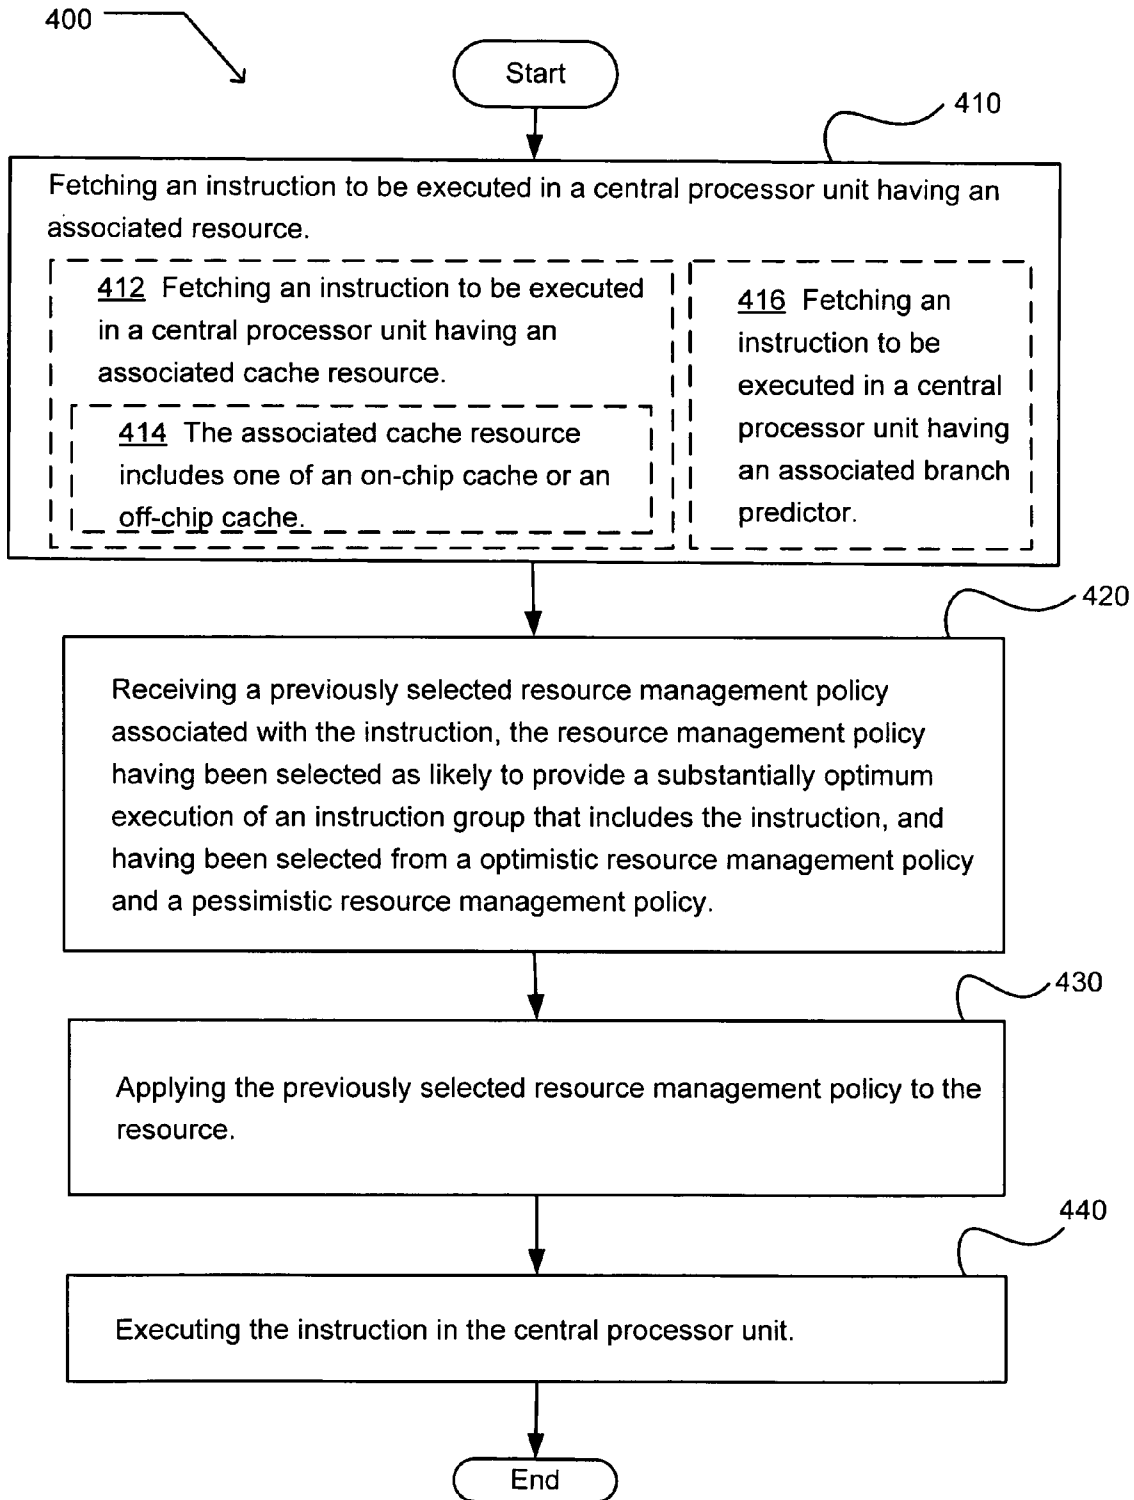 400
Start
410
Fetching an instruction to be executed in a central processor unit having an
associated resource.
412 Fetching an instruction to be executed
in a central processor unit having an
associated cache resource.
414 The associated cache resource
includes one of an on-chip cache or an
off-chip cache.
416 Fetching an
instruction to be
executed in a central
processor unit having
an associated branch
predictor.
420
Receiving a previously selected resource management policy
associated with the instruction, the resource management policy
having been selected as likely to provide a substantially optimum
execution of an instruction group that includes the instruction, and
having been selected from a optimistic resource management policy
and a pessimistic resource management policy.
430
Applying the previously selected resource management policy to the
resource.
440
Executing the instruction in the central processor unit.
End